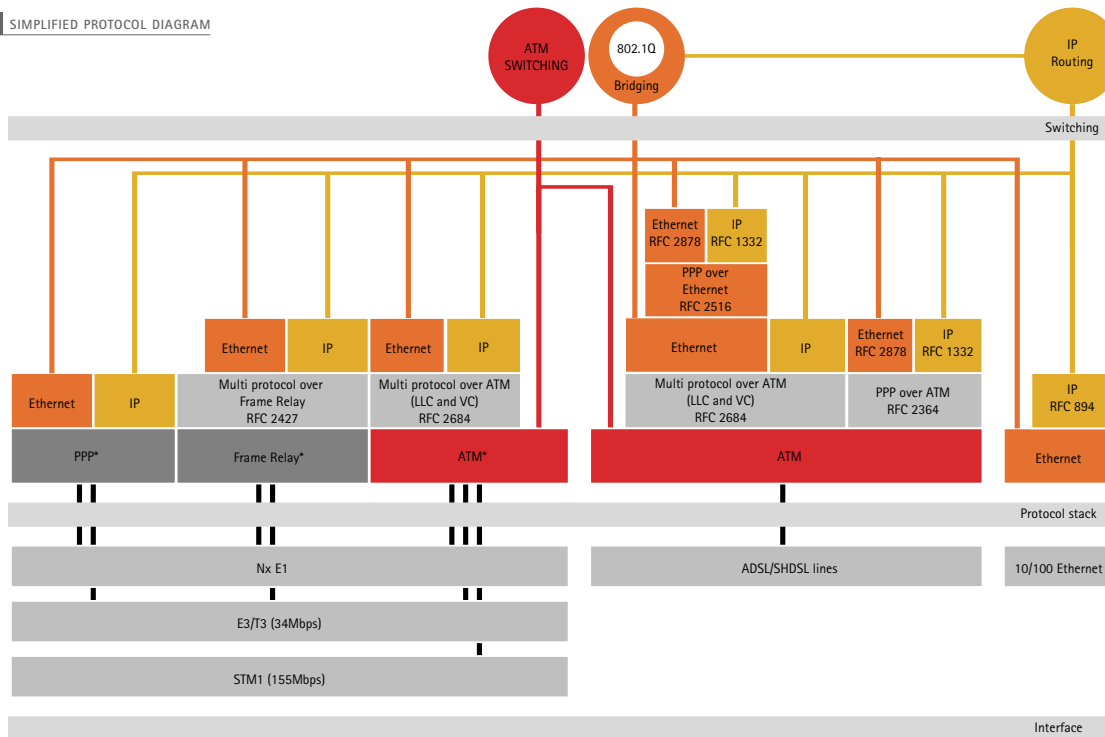 SIMPLIFIED PROTOCOL DIAGRAM
ATM
SWITCHING
802.1Q
Bridging
IP
Routing
Switching
Ethernet
RFC 2878
IP
RFC 1332
PPP over
Ethernet
RFC 2516
Ethernet
IP
Ethernet
IP
Ethernet
IP
Ethernet
RFC 2878
IP
RFC 1332
Ethernet
IP
Multi protocol over
Frame Relay
RFC 2427
Multi protocol over ATM
(LLC and VC)
RFC 2684
Multi protocol over ATM
(LLC and VC)
RFC 2684
PPP over ATM
RFC 2364
IP
RFC 894
PPP*
Frame Relay*
ATM*
ATM
Ethernet
Protocol stack
Nx E1
ADSL/SHDSL lines
10/100 Ethernet
E3/T3 (34Mbps)
STM1 (155Mbps)
Interface